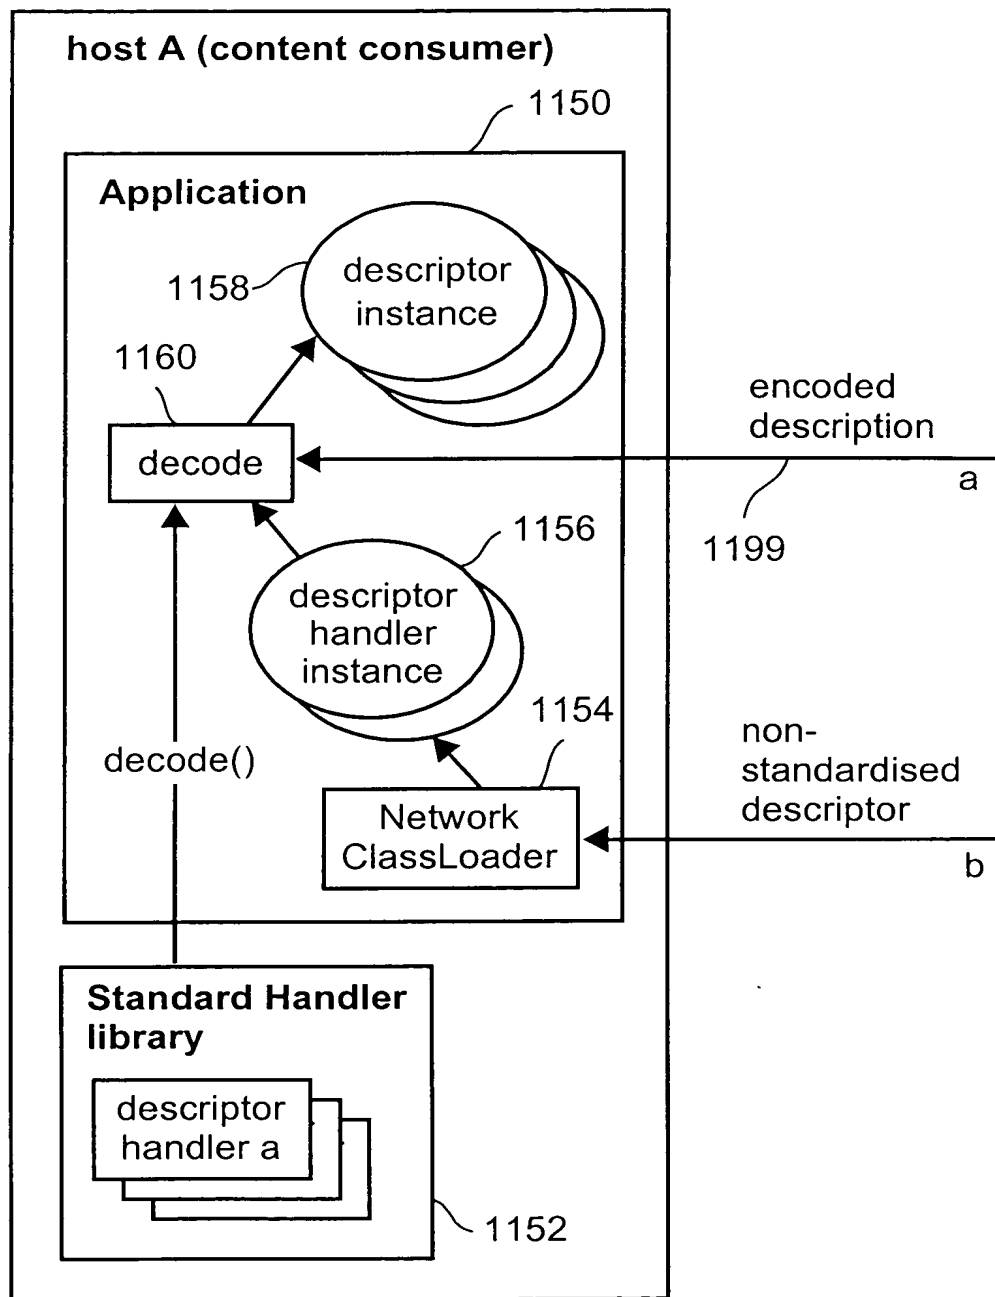 host A (content consumer)
1150
Application
descriptor
instance
1158
1160
encoded
description
decode
a
1199
1156
descriptor
handler
instance
1154
non-
standardised
descriptor
decode()
Network
ClassLoader
b
Standard Handler
library
descriptor
handler a
1152